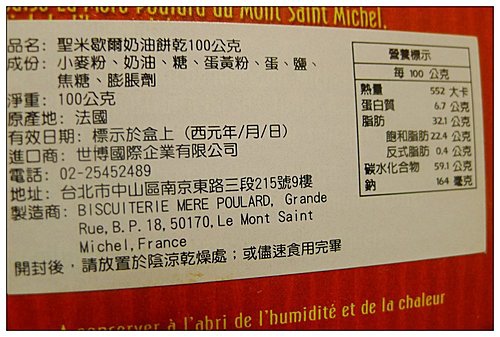 La Mère Poulard du Mont Saint Michel.
品名: 聖米歇爾奶油餅乾100公克
成份: 小麥粉、奶油、糖、蛋黃粉、蛋、鹽、
焦糖、膨脹劑
淨重: 100公克
原產地: 法國
有效日期: 標示於盒上 (西元年/月/日)
進口商: 世博國際企業有限公司
電話: 02-25452489
地址: 台北市中山區南京東路三段215號9樓
製造商: BISCUITERIE MERE POULARD, Grande
Rue,B.P.18,50170,Le Mont Saint
Michel,France
開封後，請放置於陰涼乾燥處；或儘速食用完畢
營養標示
每 100 公克
熱量 552 大卡
蛋白質 6.7 公克
脂肪 32.1 公克
飽和脂肪 22.4 公克
反式脂肪 0.4 公克
碳水化合物 59.1 公克
鈉 164 毫克
A conserver à l'abri de l'humidité et de la chaleur